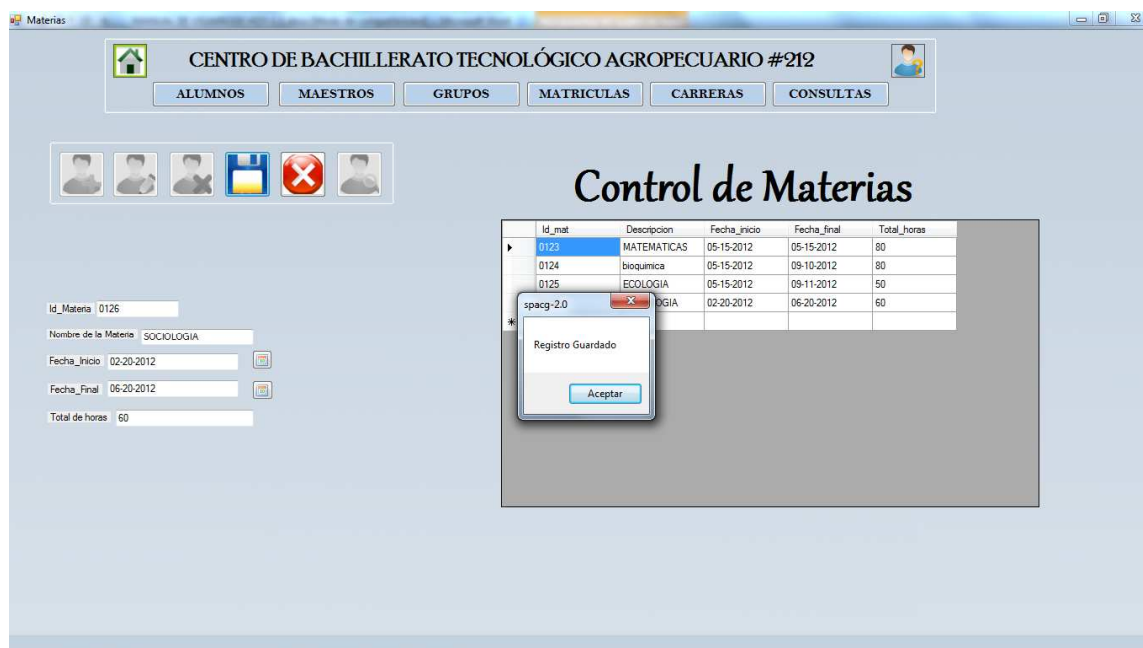 Materias
CENTRO DE BACHILLERATO TECNOLÓGICO AGROPECUARIO #212
ALUMNOS MAESTROS GRUPOS MATRICULAS CARRERAS CONSULTAS
Control de Materias
Id_mat Descripcion Fecha_inicio Fecha_final Total_horas
0123 MATEMATICAS 05-15-2012 05-15-2012 80
0124 bioquimica 05-15-2012 09-10-2012 80
0125 ECOLOGIA 05-15-2012 09-11-2012 50
OGIA 02-20-2012 06-20-2012 60
Id_Materia 0126
Nombre de la Materia SOCIOLOGIA
Fecha_Inicio 02-20-2012
Fecha_Final 06-20-2012
Total de horas 60
spacg-2.0
Registro Guardado
Aceptar